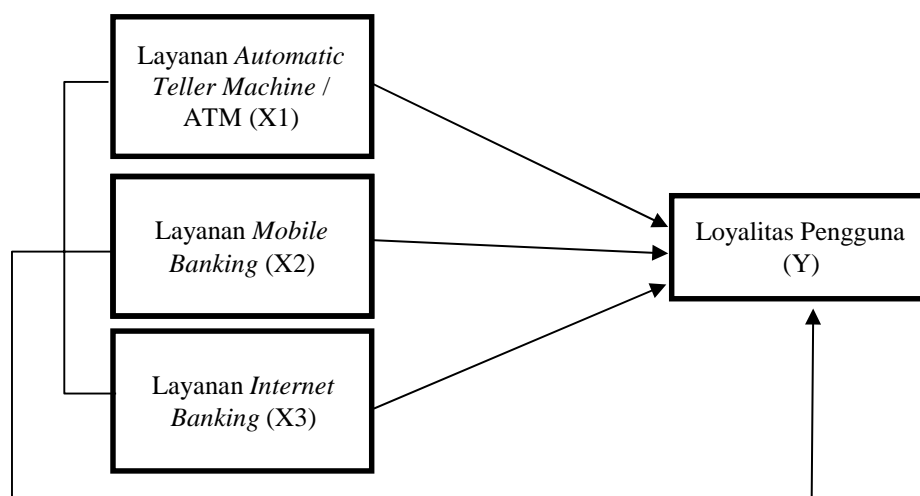 Layanan Automatic
Teller Machine /
ATM (X1)
Layanan Mobile
Banking (X2)
Layanan Internet
Banking (X3)
Loyalitas Pengguna
(Y)